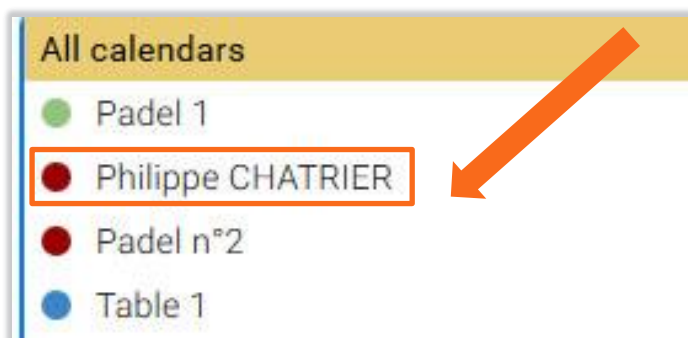 All calendars
Padel 1
Philippe CHATRIER
Padel n°2
Table 1